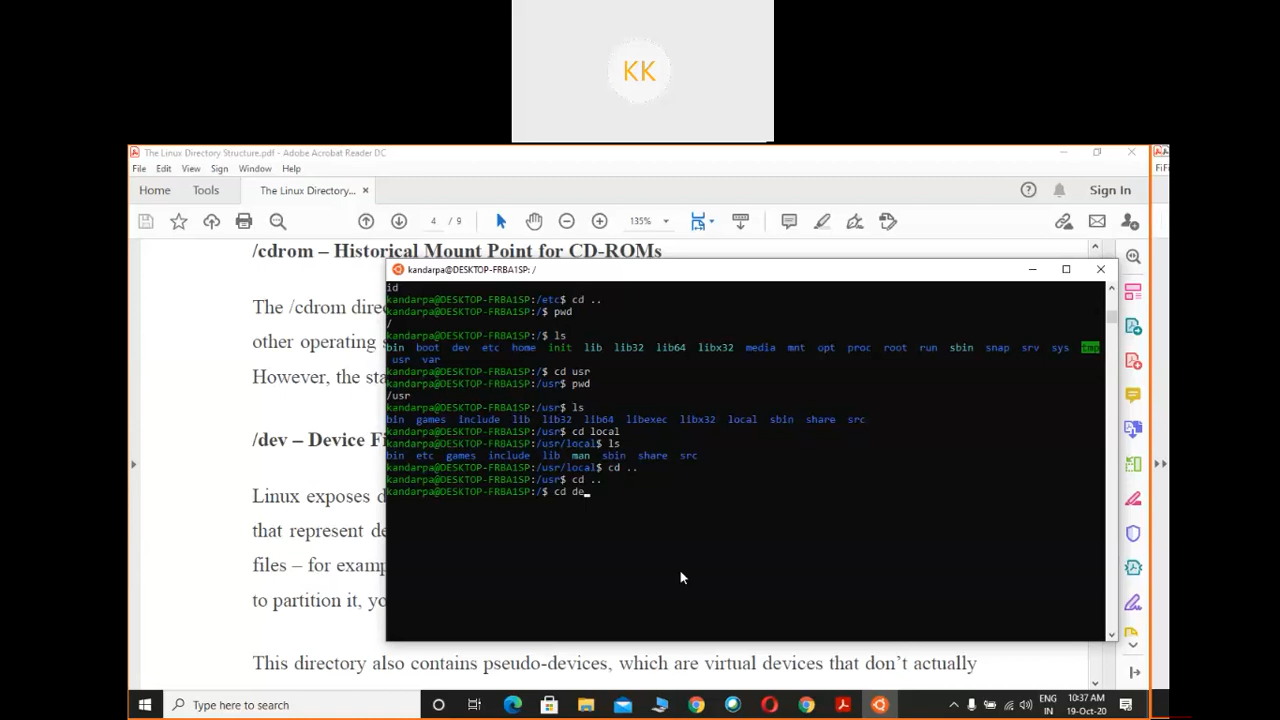 KK
The Linux Directory Structure.pdf - Adobe Acrobat Reader DC
File Edit View Sign Window Help
FiFi
Home Tools The Linux Directory... × Sign In
4 / 9 135%
/cdrom – Historical Mount Point for CD-ROMs
The /cdrom direc
other operating
However, the sta
/dev – Device Fi
Linux exposes d
that represent de
files – for examp
to partition it, yo
This directory also contains pseudo-devices, which are virtual devices that don't actually
kandarpa@DESKTOP-FRBA1SP: /
id
kandarpa@DESKTOP-FRBA1SP:/etc$ cd ..
kandarpa@DESKTOP-FRBA1SP:/$ pwd
/
kandarpa@DESKTOP-FRBA1SP:/$ ls
bin boot dev etc home init lib lib32 lib64 libx32 media mnt opt proc root run sbin snap srv sys tmp
usr var
kandarpa@DESKTOP-FRBA1SP:/$ cd usr
kandarpa@DESKTOP-FRBA1SP:/usr$ pwd
/usr
kandarpa@DESKTOP-FRBA1SP:/usr$ ls
bin games include lib lib32 lib64 libexec libx32 local sbin share src
kandarpa@DESKTOP-FRBA1SP:/usr$ cd local
kandarpa@DESKTOP-FRBA1SP:/usr/local$ ls
bin etc games include lib man sbin share src
kandarpa@DESKTOP-FRBA1SP:/usr/local$ cd ..
kandarpa@DESKTOP-FRBA1SP:/usr$ cd ..
kandarpa@DESKTOP-FRBA1SP:/$ cd de
Type here to search
ENG 10:37 AM
IN 19-Oct-20